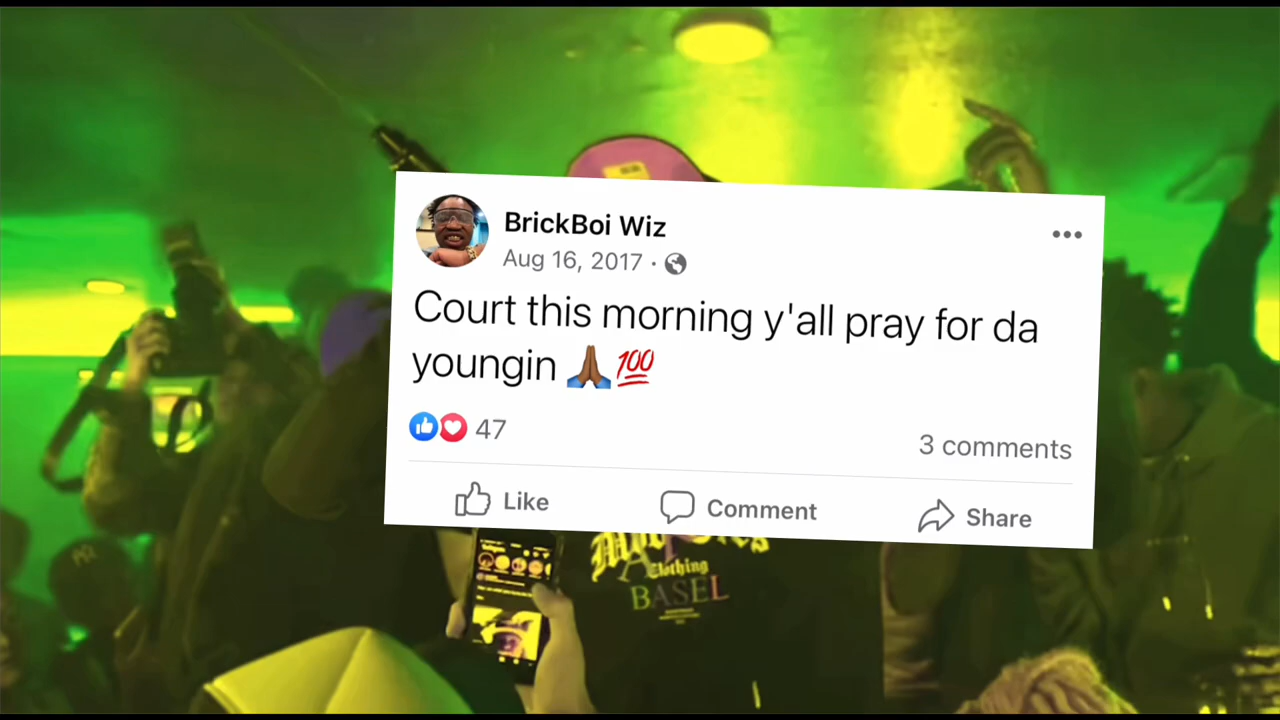 BrickBoi Wiz
Aug 16, 2017 ·
Court this morning y'all pray for da
youngin 🙏🏾💯
47
3 comments
Like
Comment
Share
Clothing
BASEL